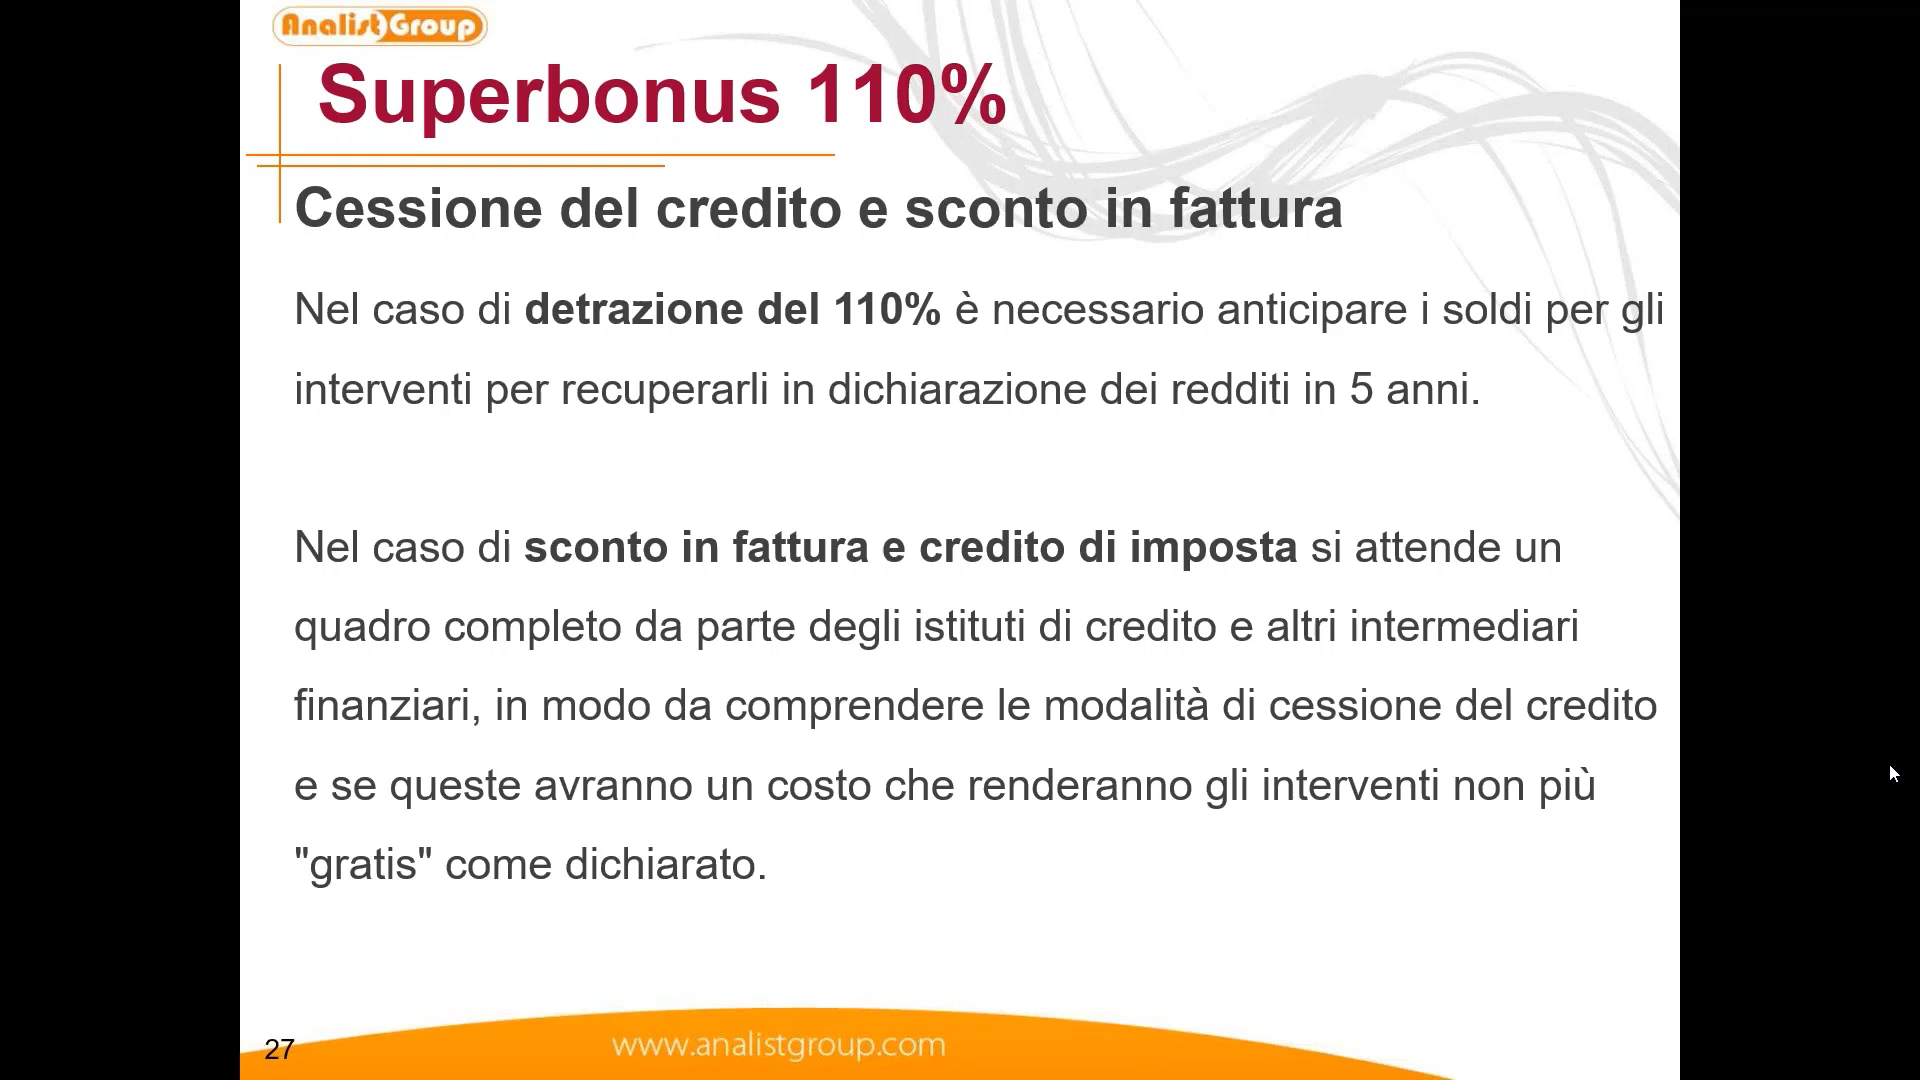 AnalistGroup
Superbonus 110%
Cessione del credito e sconto in fattura
Nel caso di detrazione del 110% è necessario anticipare i soldi per gli
interventi per recuperarli in dichiarazione dei redditi in 5 anni.
Nel caso di sconto in fattura e credito di imposta si attende un
quadro completo da parte degli istituti di credito e altri intermediari
finanziari, in modo da comprendere le modalità di cessione del credito
e se queste avranno un costo che renderanno gli interventi non più
"gratis" come dichiarato.
27
www.analistgroup.com